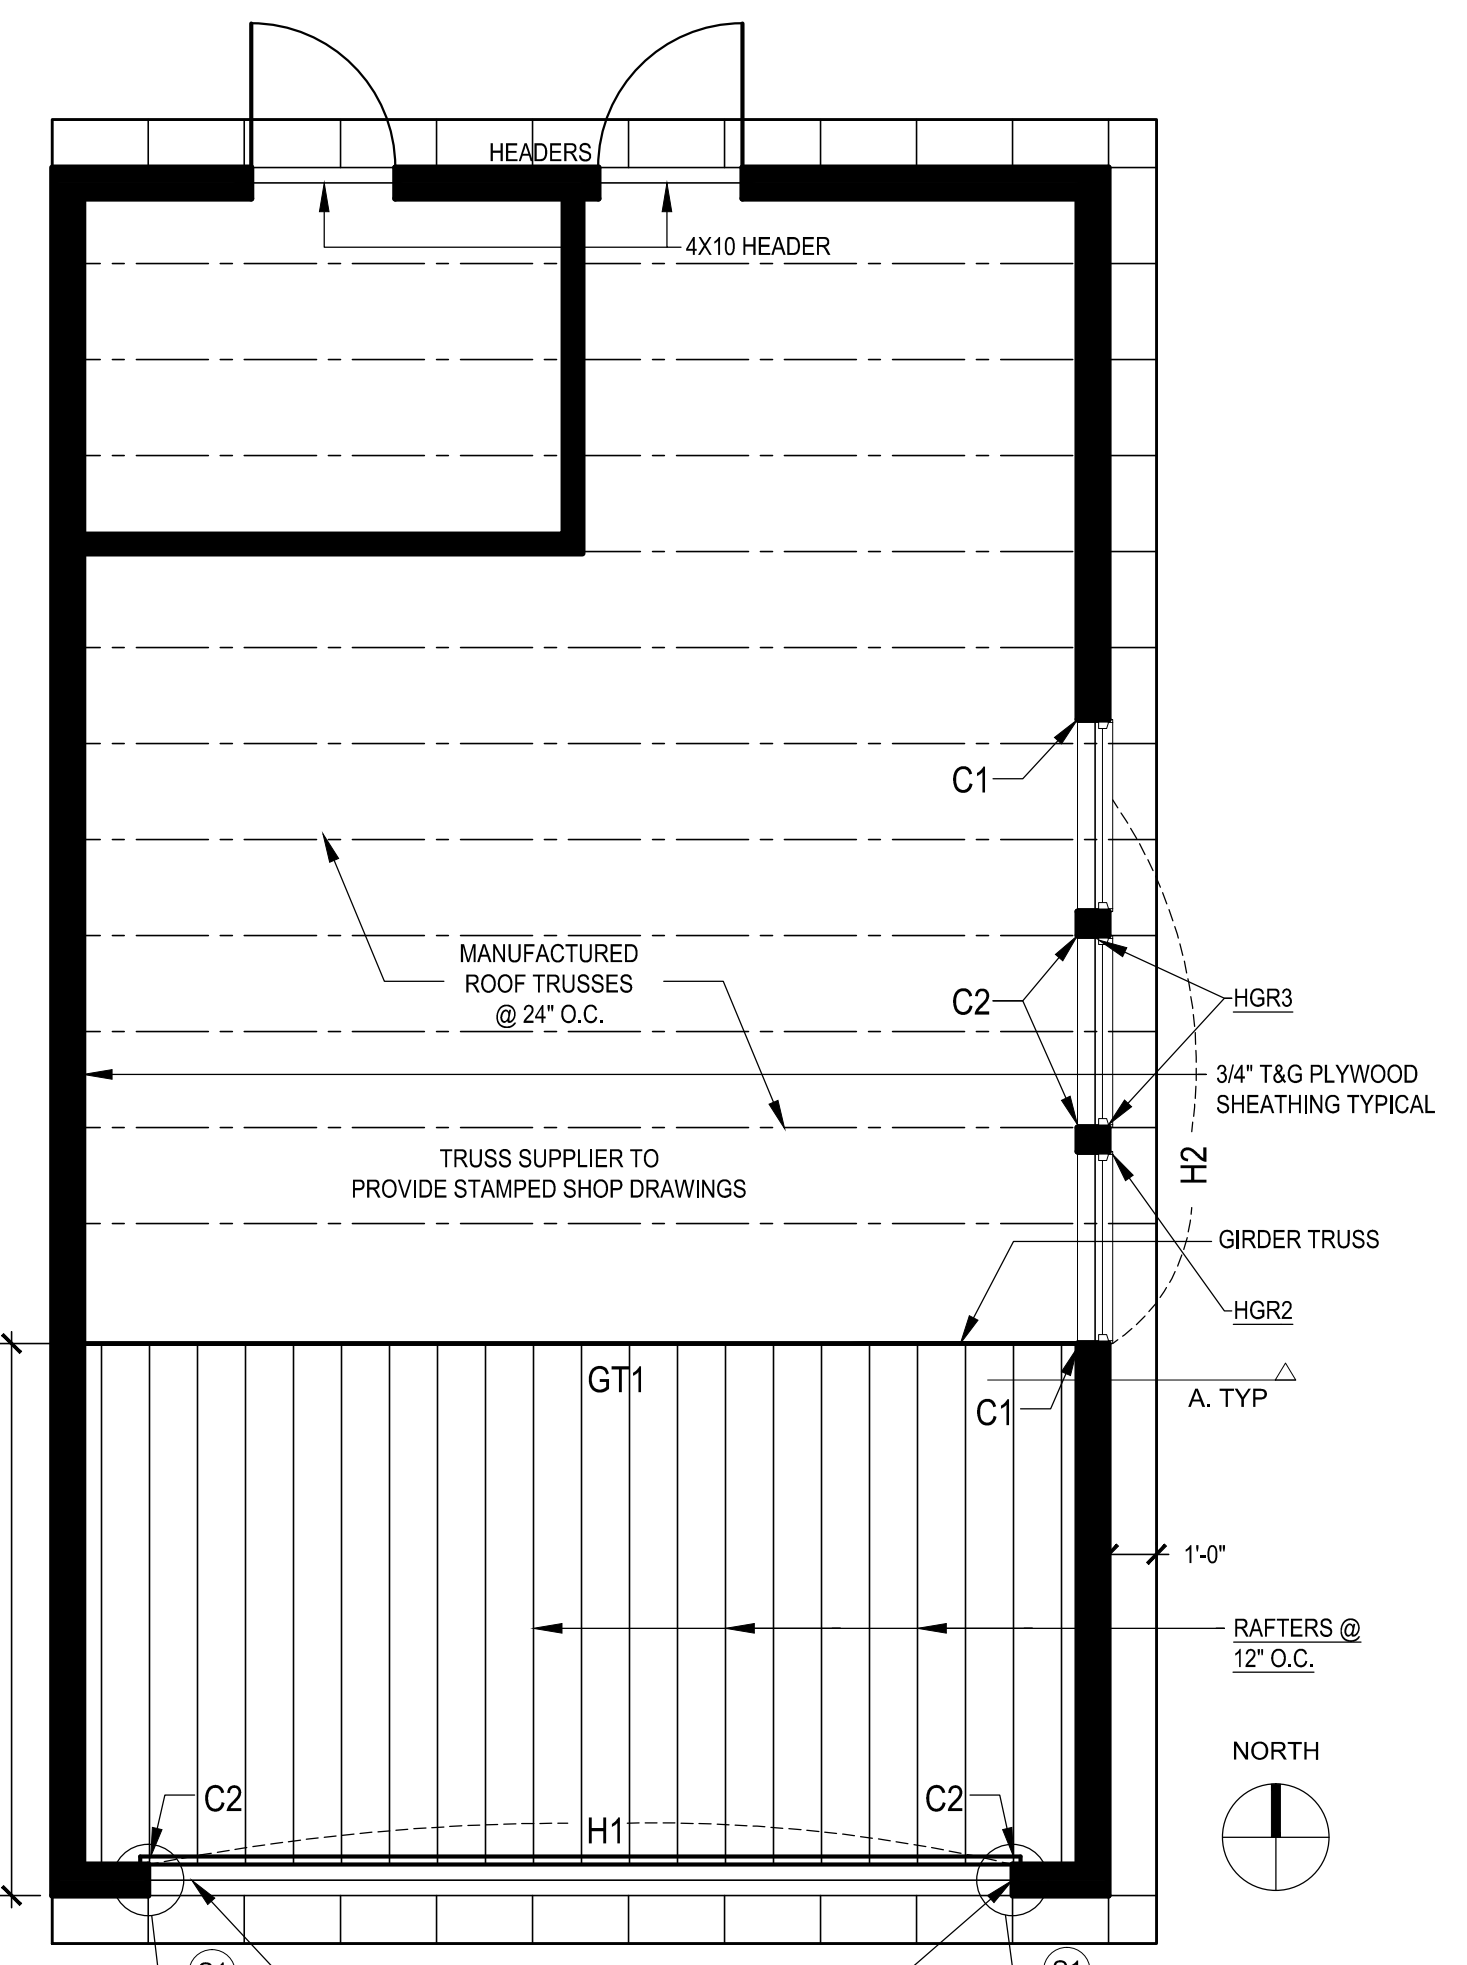 HEADERS
4X10 HEADER
C1
MANUFACTURED
ROOF TRUSSES
@ 24" O.C.
C2
HGR3
3/4" T&G PLYWOOD
SHEATHING TYPICAL
TRUSS SUPPLIER TO
PROVIDE STAMPED SHOP DRAWINGS
H2
GIRDER TRUSS
HGR2
GT1
C1
A. TYP
1'-0"
RAFTERS @
12" O.C.
NORTH
C2
C2
H1